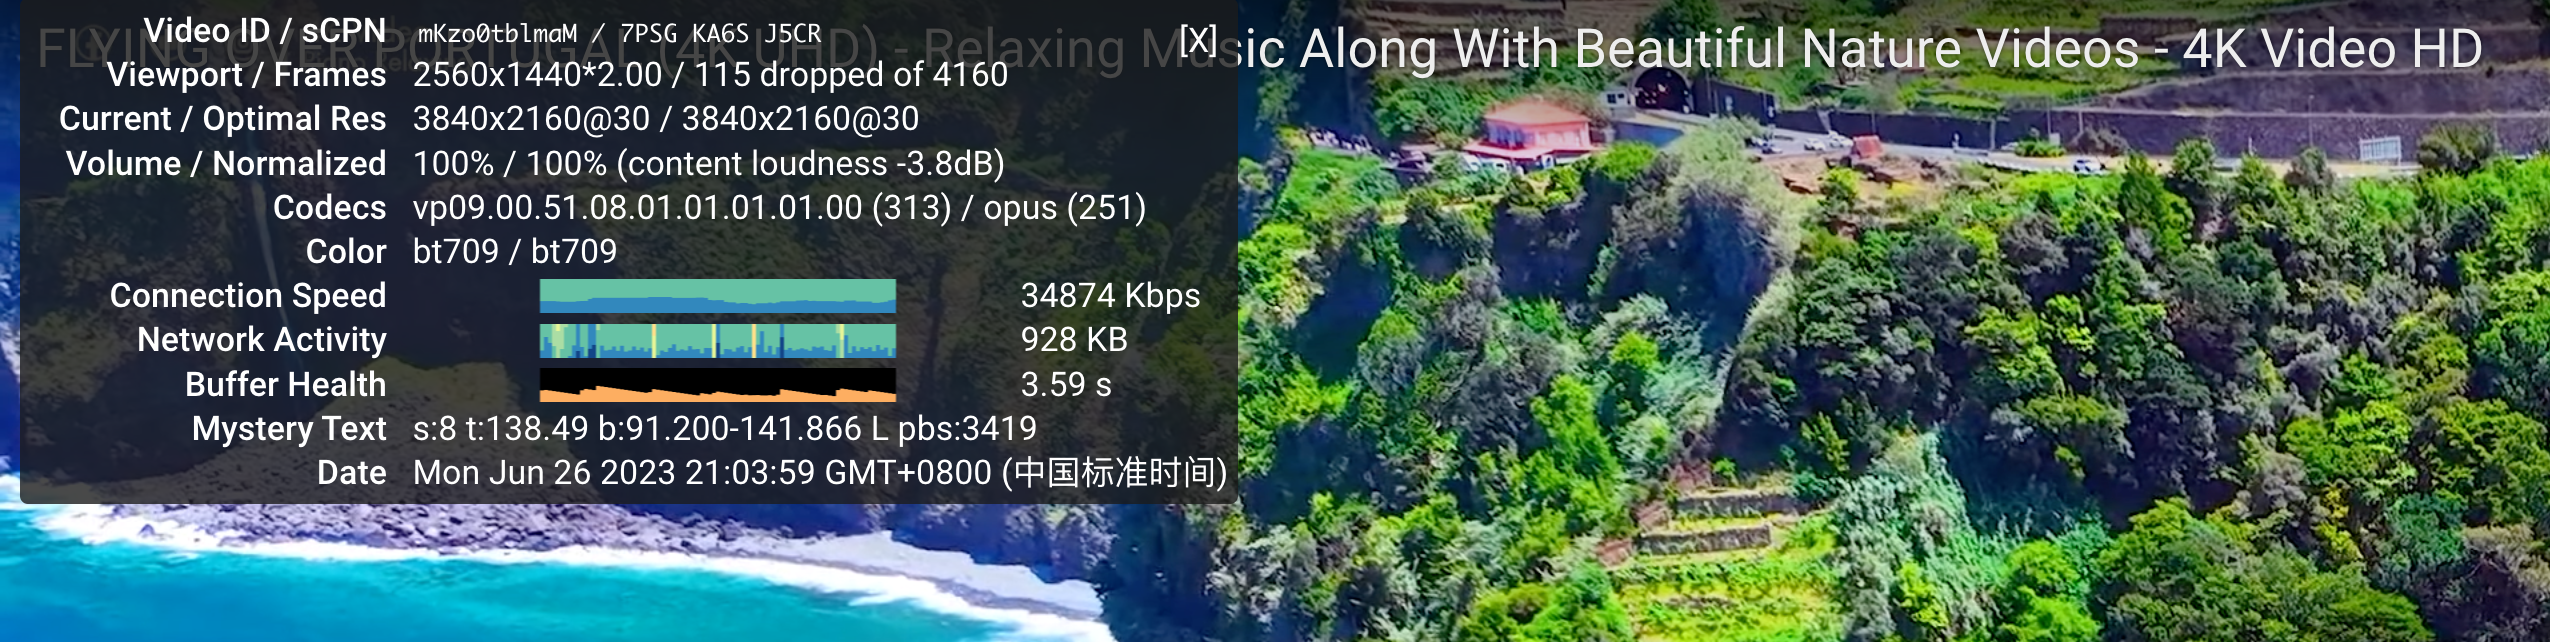 FLYING OVER PORTUGAL (4K UHD) - Relaxing Music Along With Beautiful Nature Videos - 4K Video HD
[X]
Video ID / sCPN mKzo0tblmaM / 7PSG KA6S J5CR
Viewport / Frames 2560x1440*2.00 / 115 dropped of 4160
Current / Optimal Res 3840x2160@30 / 3840x2160@30
Volume / Normalized 100% / 100% (content loudness -3.8dB)
Codecs vp09.00.51.08.01.01.01.01.00 (313) / opus (251)
Color bt709 / bt709
Connection Speed 34874 Kbps
Network Activity 928 KB
Buffer Health 3.59 s
Mystery Text s:8 t:138.49 b:91.200-141.866 L pbs:3419
Date Mon Jun 26 2023 21:03:59 GMT+0800 (中国标准时间)